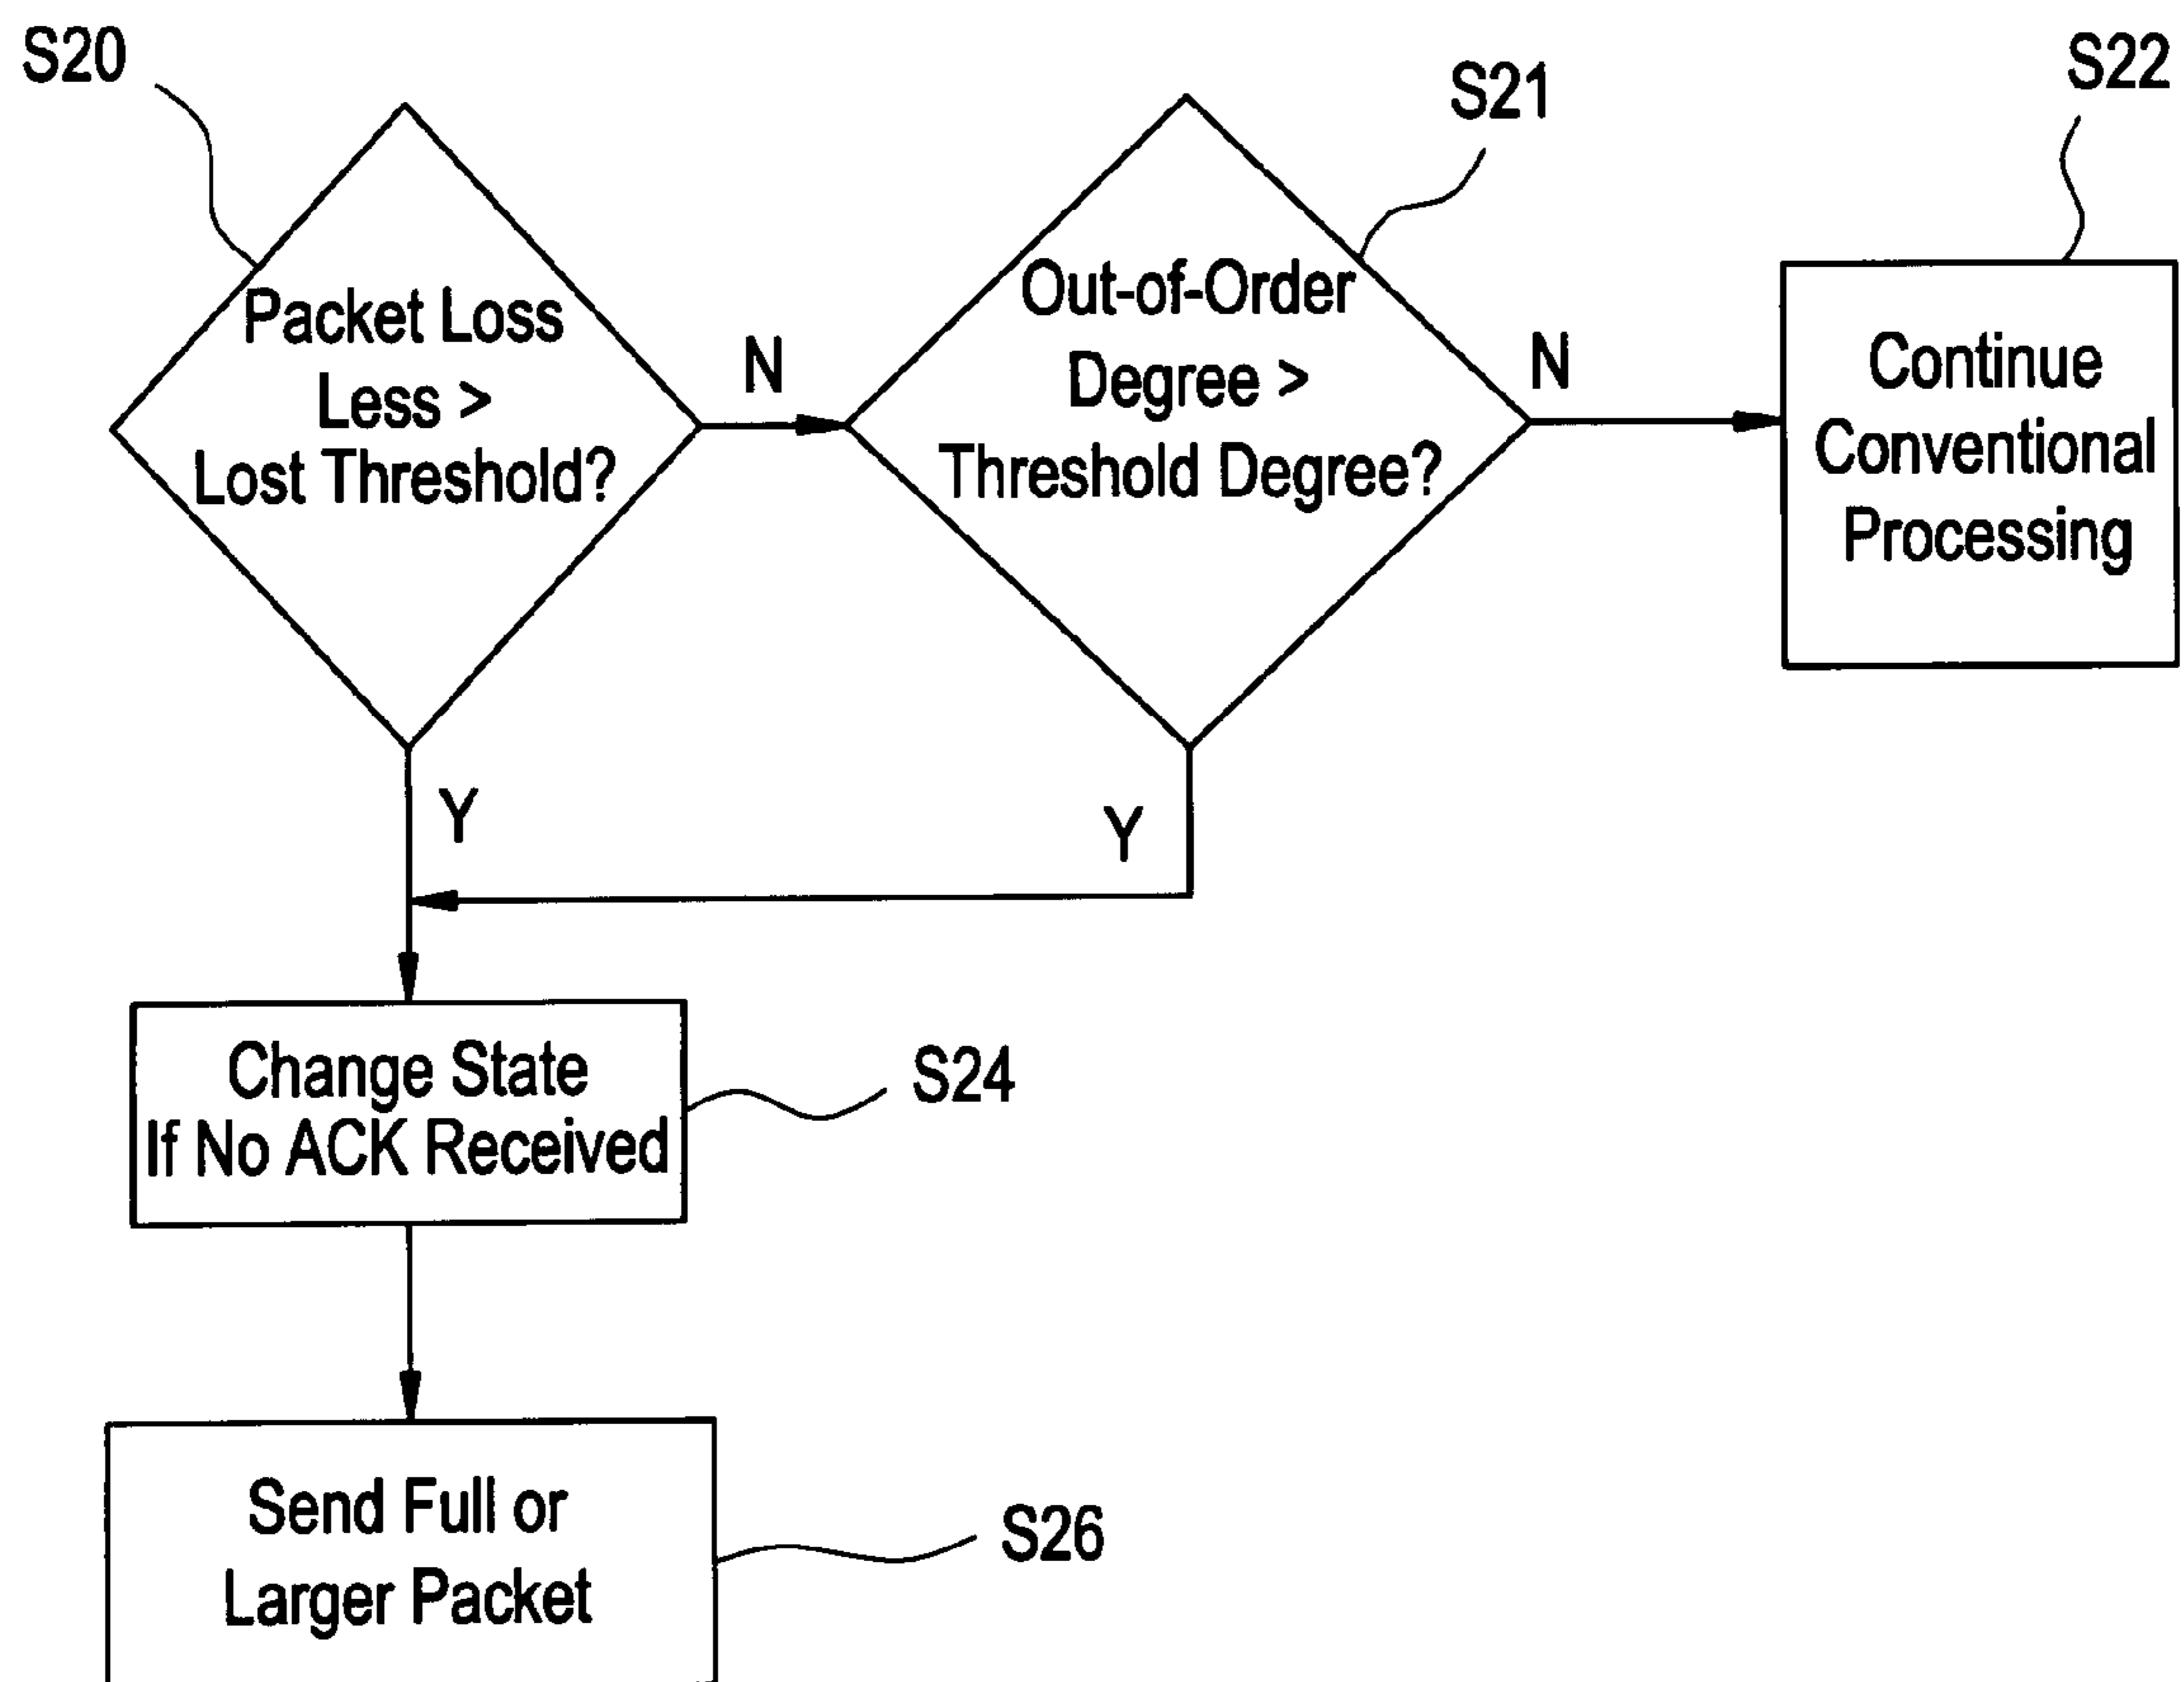 S20
S21
S22
Packet Loss
Less >
Lost Threshold?
N
Out-of-Order
Degree >
Threshold Degree?
N
Continue
Conventional
Processing
Y
Y
Change State
If No ACK Received
S24
Send Full or
Larger Packet
S26